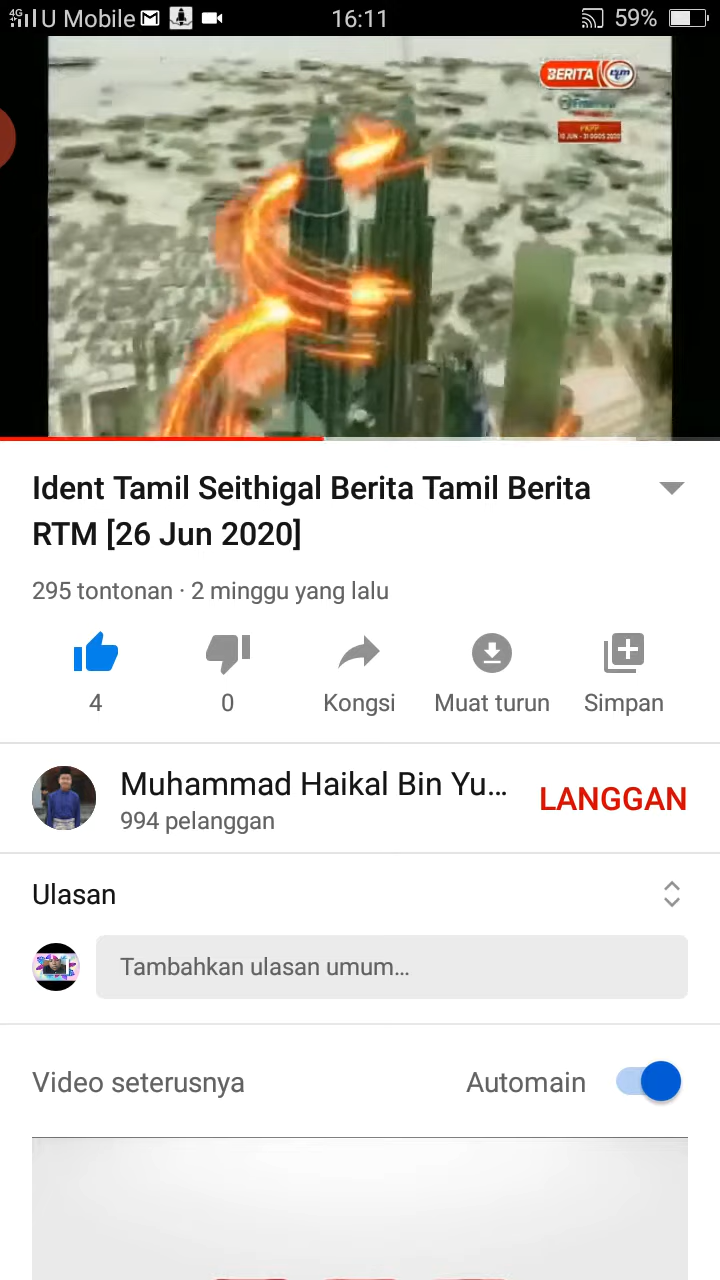 4G U Mobile 16:11 59%
BERITA rtm
PKPP
10 JUN - 31 OGOS 2020
Ident Tamil Seithigal Berita Tamil Berita
RTM [26 Jun 2020]
295 tontonan · 2 minggu yang lalu
4 0 Kongsi Muat turun Simpan
Muhammad Haikal Bin Yu...
994 pelanggan
LANGGAN
Ulasan
Tambahkan ulasan umum...
Video seterusnya Automain